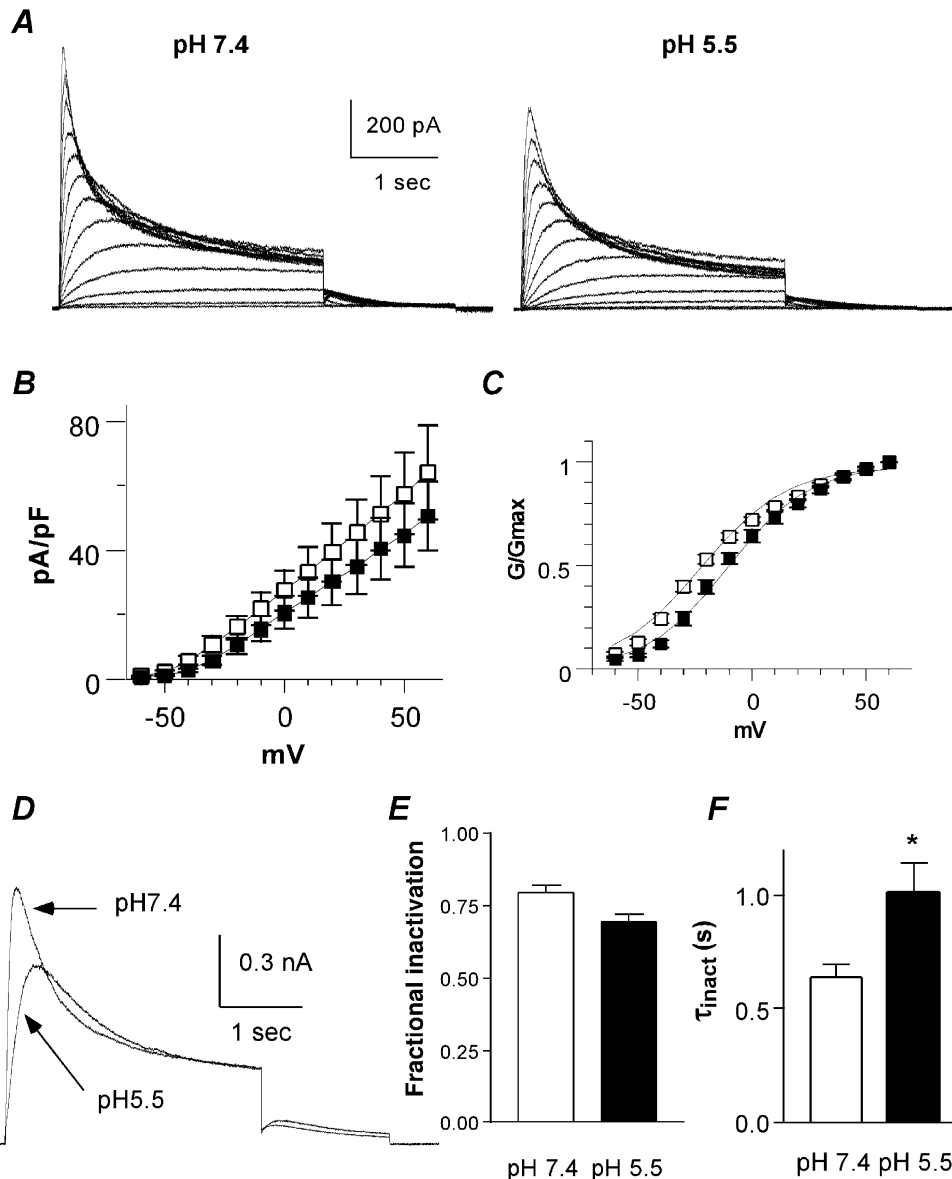 A
pH 7.4
pH 5.5
200 pA
1 sec
B
80
40
0
pA/pF
-50
0
50
mV
C
1
0.5
0
G/Gmax
-50
0
50
mV
D
pH7.4
pH5.5
0.3 nA
1 sec
E
1.00
0.75
0.50
0.25
0.00
Fractional inactivation
pH 7.4 pH 5.5
F
*
1.0
0.5
0.0
τinact (s)
pH 7.4 pH 5.5